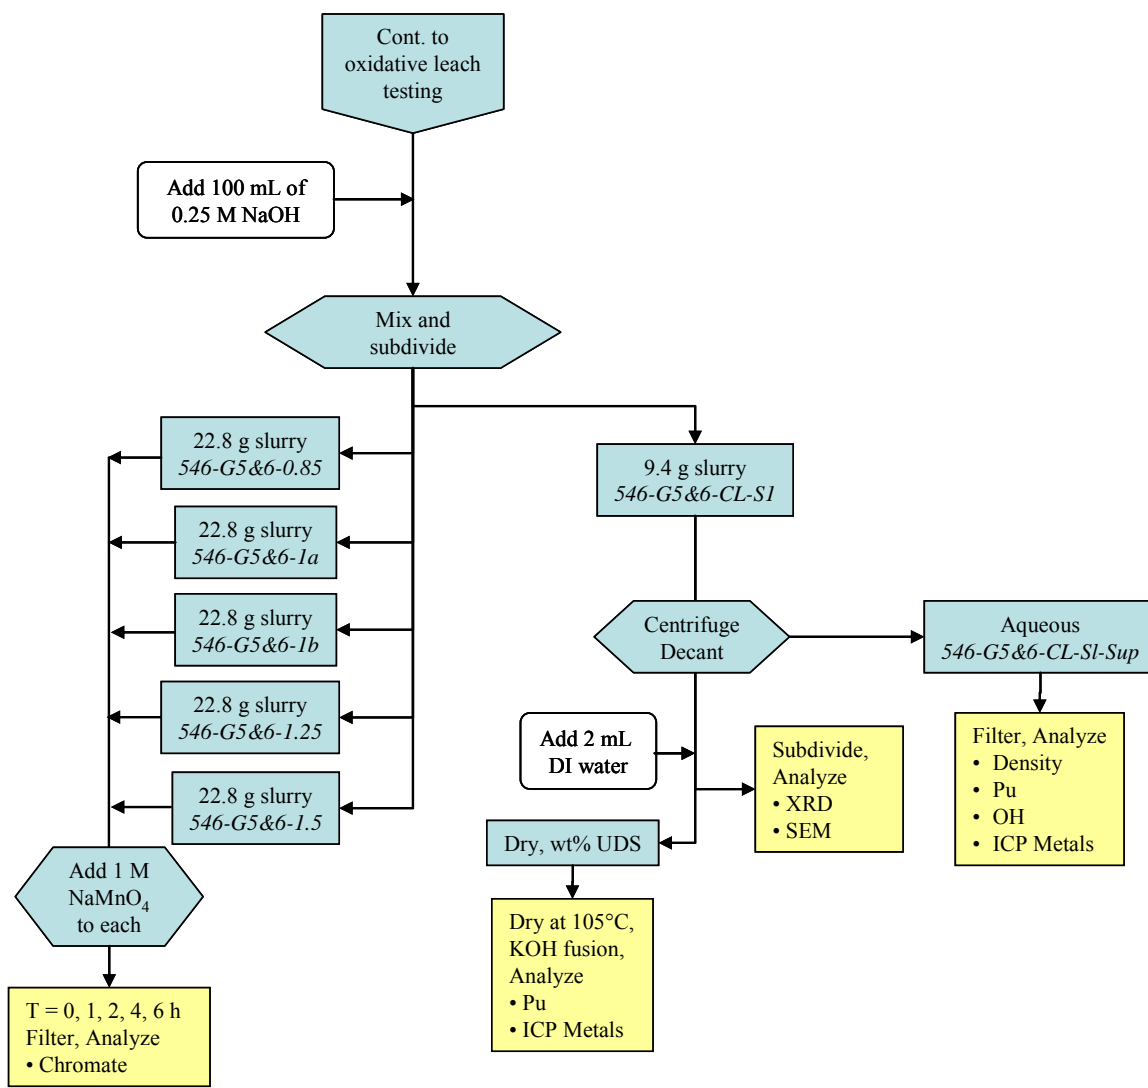 Cont. to
oxidative leach
testing
Add 100 mL of
0.25 M NaOH
Mix and
subdivide
22.8 g slurry
546-G5&6-0.85
22.8 g slurry
546-G5&6-1a
22.8 g slurry
546-G5&6-1b
22.8 g slurry
546-G5&6-1.25
22.8 g slurry
546-G5&6-1.5
Add 1 M
NaMnO4
to each
T = 0, 1, 2, 4, 6 h
Filter, Analyze
• Chromate
9.4 g slurry
546-G5&6-CL-S1
Centrifuge
Decant
Aqueous
546-G5&6-CL-Sl-Sup
Filter, Analyze
• Density
• Pu
• OH
• ICP Metals
Add 2 mL
DI water
Subdivide,
Analyze
• XRD
• SEM
Dry, wt% UDS
Dry at 105°C,
KOH fusion,
Analyze
• Pu
• ICP Metals